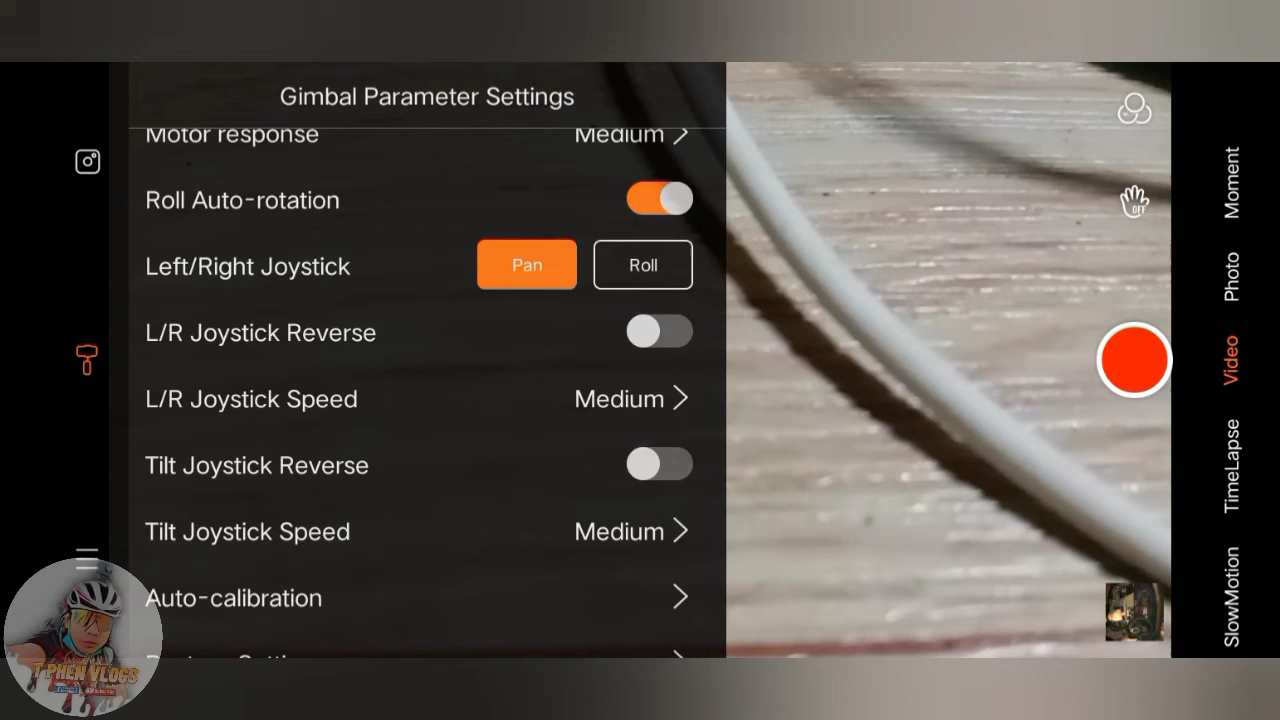 Gimbal Parameter Settings
Motor response Medium
Roll Auto-rotation
Left/Right Joystick Pan Roll
L/R Joystick Reverse
L/R Joystick Speed Medium
Tilt Joystick Reverse
Tilt Joystick Speed Medium
Auto-calibration
OFF
Moment
Photo
Video
TimeLapse
SlowMotion
T-PHEN VLOGS